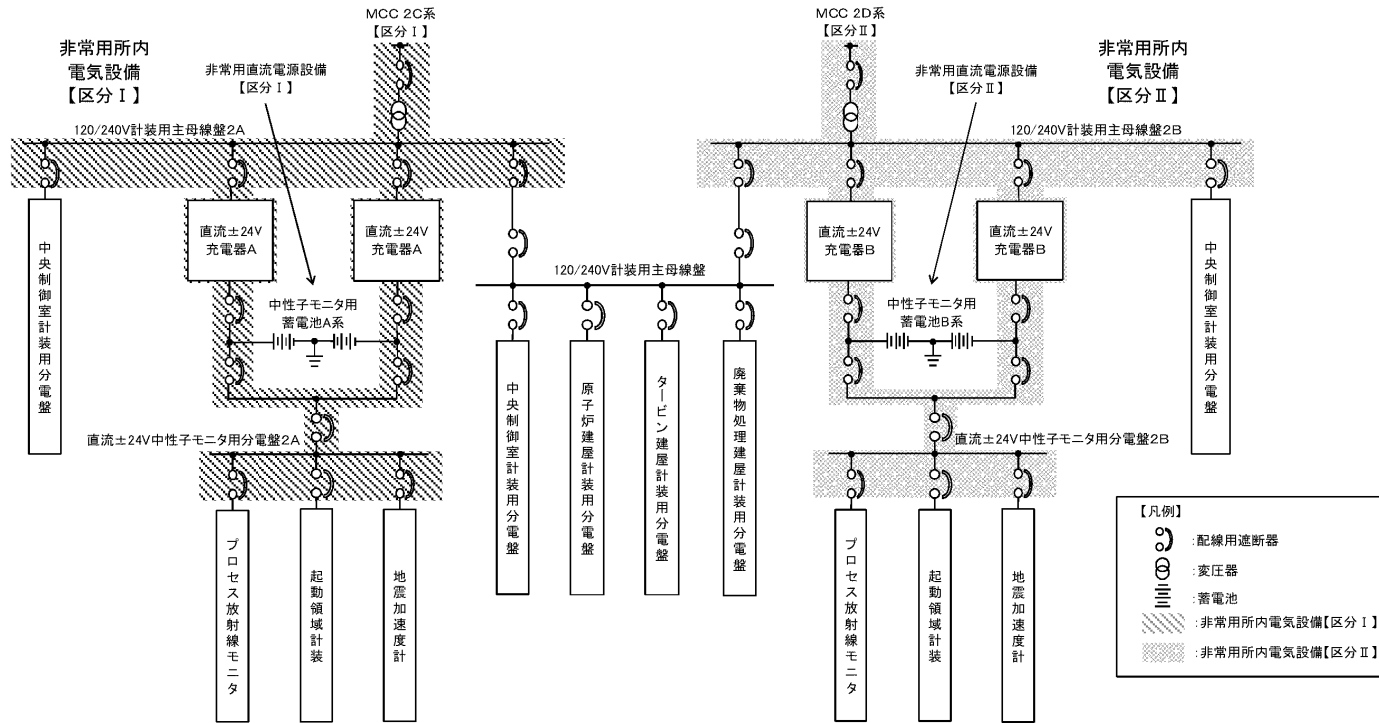 MCC 2C系
【区分Ⅰ】
MCC 2D系
【区分Ⅱ】
非常用所内
電気設備
【区分Ⅰ】
非常用直流電源設備
【区分Ⅰ】
非常用直流電源設備
【区分Ⅱ】
非常用所内
電気設備
【区分Ⅱ】
120/240V計装用主母線盤2A
120/240V計装用主母線盤2B
直流±24V
充電器A
直流±24V
充電器A
直流±24V
充電器B
直流±24V
充電器B
中央制御室計装用分電盤
中央制御室計装用分電盤
120/240V計装用主母線盤
中性子モニタ用
蓄電池A系
中性子モニタ用
蓄電池B系
中央制御室計装用分電盤
原子炉建屋計装用分電盤
タービン建屋計装用分電盤
廃棄物処理建屋計装用分電盤
直流±24V中性子モニタ用分電盤2A
直流±24V中性子モニタ用分電盤2B
プロセス放射線モニタ
起動領域計装
地震加速度計
プロセス放射線モニタ
起動領域計装
地震加速度計
【凡例】
:配線用遮断器
:変圧器
:蓄電池
:非常用所内電気設備【区分Ⅰ】
:非常用所内電気設備【区分Ⅱ】